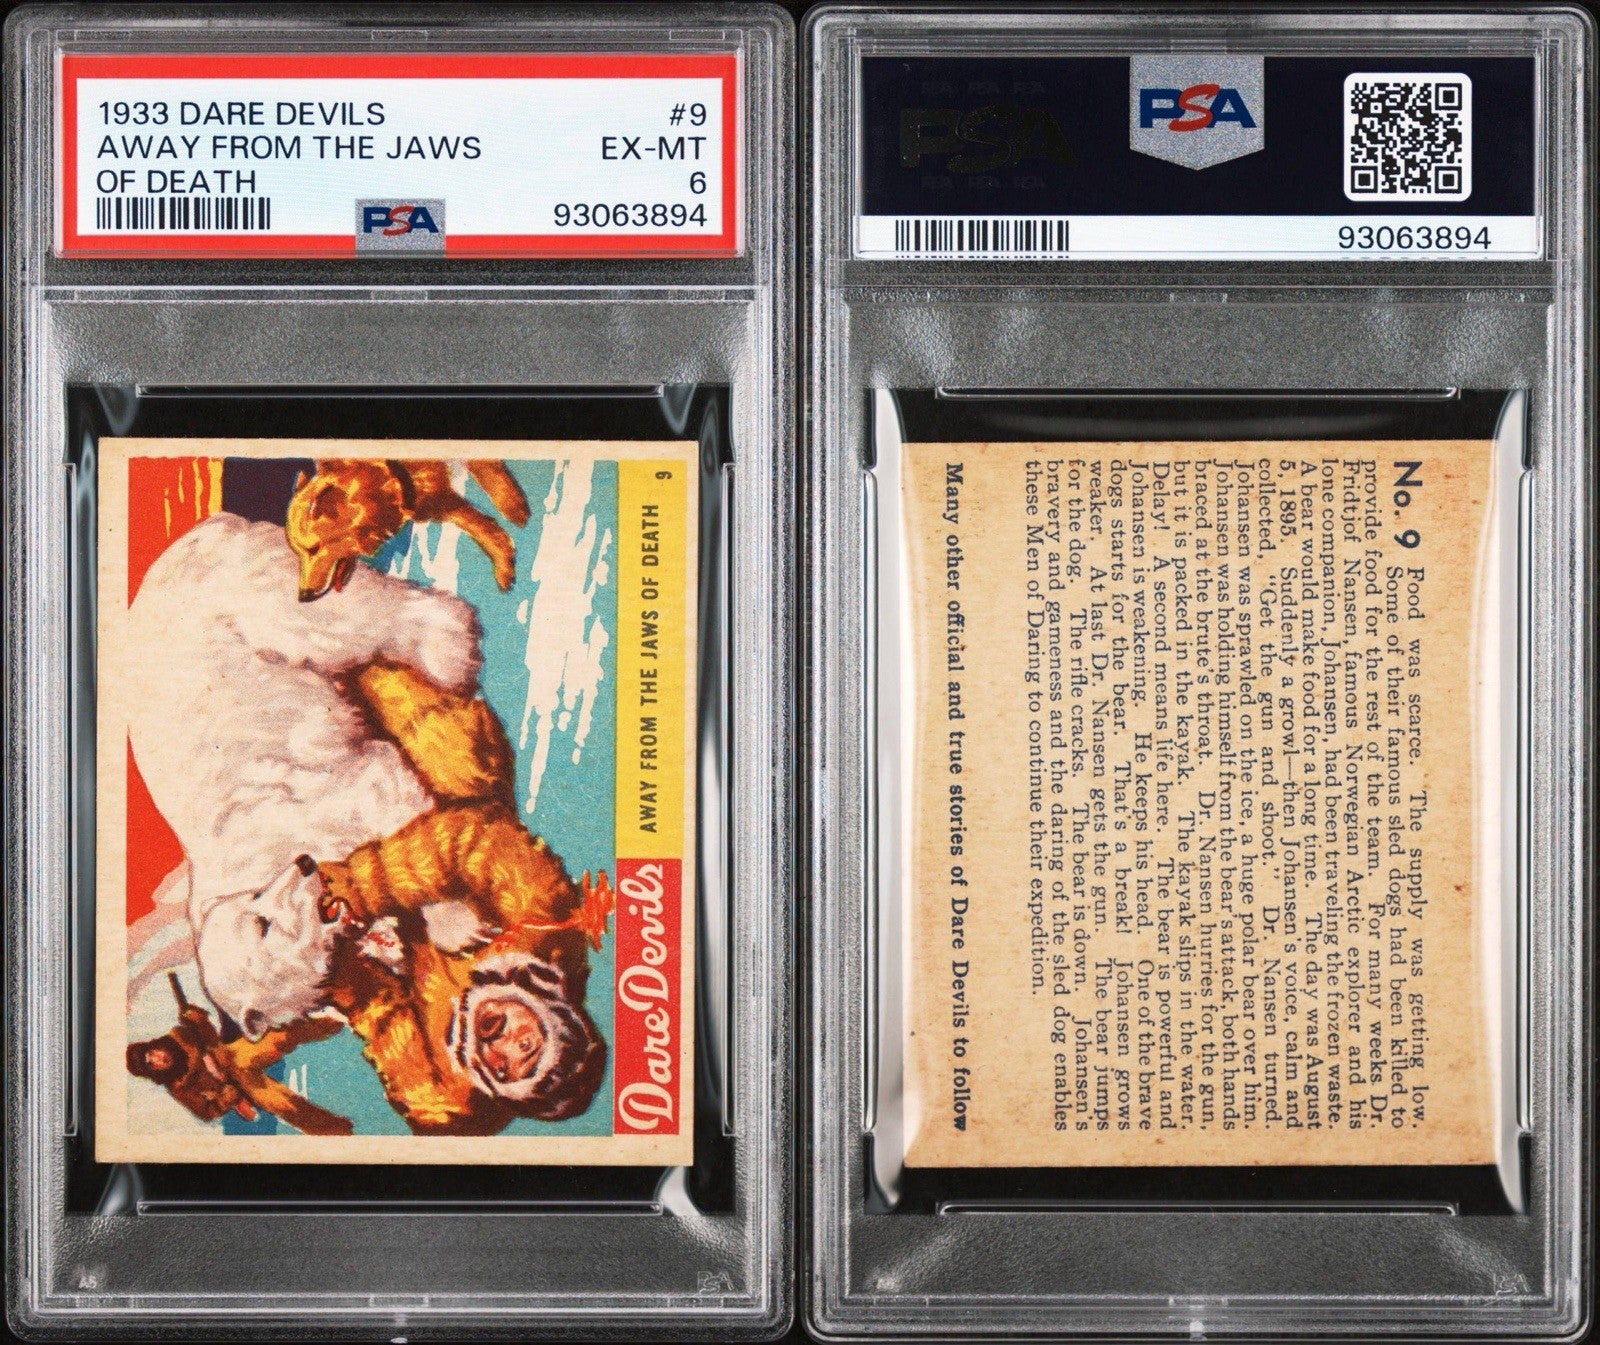 1933 DARE DEVILS #9
AWAY FROM THE JAWS EX-MT
OF DEATH 6
PSA 93063894
9
AWAY FROM THE JAWS OF DEATH
Dare Devils
A5
PSA
PSA
PSA
93063894
No. 9 Food was scarce. The supply was getting low.
Some of their famous sled dogs had been killed to
provide food for the rest of the team. For many weeks Dr.
Fridtjof Nansen, famous Norwegian Arctic explorer and his
lone companion, Johansen, had been traveling the frozen waste.
A bear would make food for a long time. The day was August
5, 1895. Suddenly a growl—then Johansen's voice, calm and
collected, "Get the gun and shoot." Dr. Nansen turned.
Johansen was sprawled on the ice, a huge polar bear over him.
Johansen was holding himself from the bear's attack, both hands
braced at the brute's throat. Dr. Nansen hurries for the gun,
but it is packed in the kayak. The kayak slips in the water.
Delay! A second means life here. The bear is powerful and
Johansen is weakening. He keeps his head. One of the brave
dogs starts for the bear. That's a break! Johansen grows
weaker. At last Dr. Nansen gets the gun. The bear jumps
for the dog. The rifle cracks. The bear is down. Johansen's
bravery and gameness and the daring of the sled dog enables
these Men of Daring to continue their expedition.
Many other official and true stories of Dare Devils to follow
A5
PSA